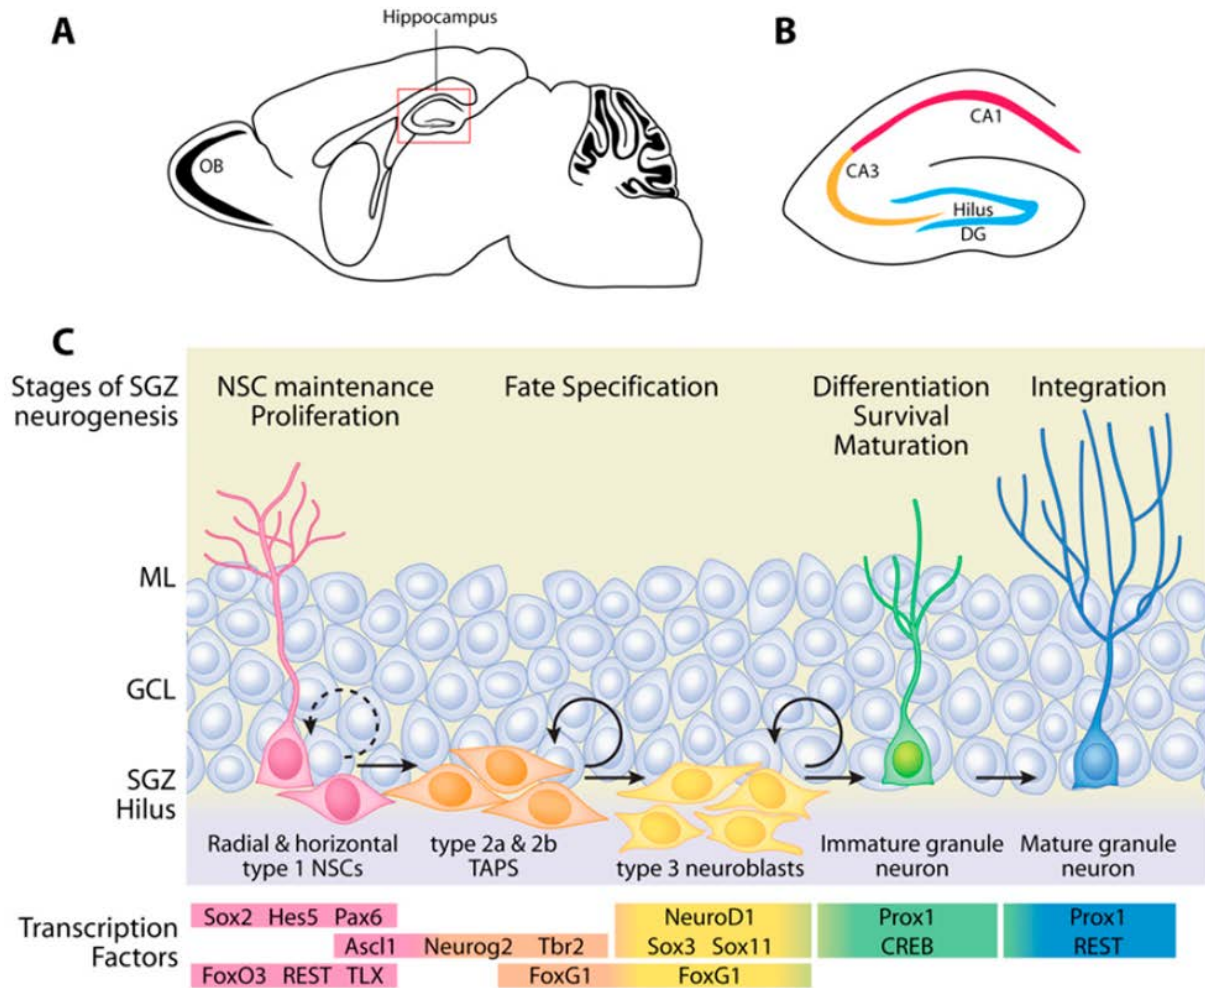 A
Hippocampus
OB
B
CA1
CA3
Hilus
DG
C
Stages of SGZ
neurogenesis
NSC maintenance
Proliferation
Fate Specification
Differentiation
Survival
Maturation
Integration
ML
GCL
SGZ
Hilus
Radial & horizontal
type 1 NSCs
type 2a & 2b
TAPS
type 3 neuroblasts
Immature granule
neuron
Mature granule
neuron
Transcription
Factors
Sox2 Hes5 Pax6
Ascl1 Neurog2 Tbr2
FoxO3 REST TLX
FoxG1
NeuroD1
Sox3 Sox11
FoxG1
Prox1
CREB
Prox1
REST